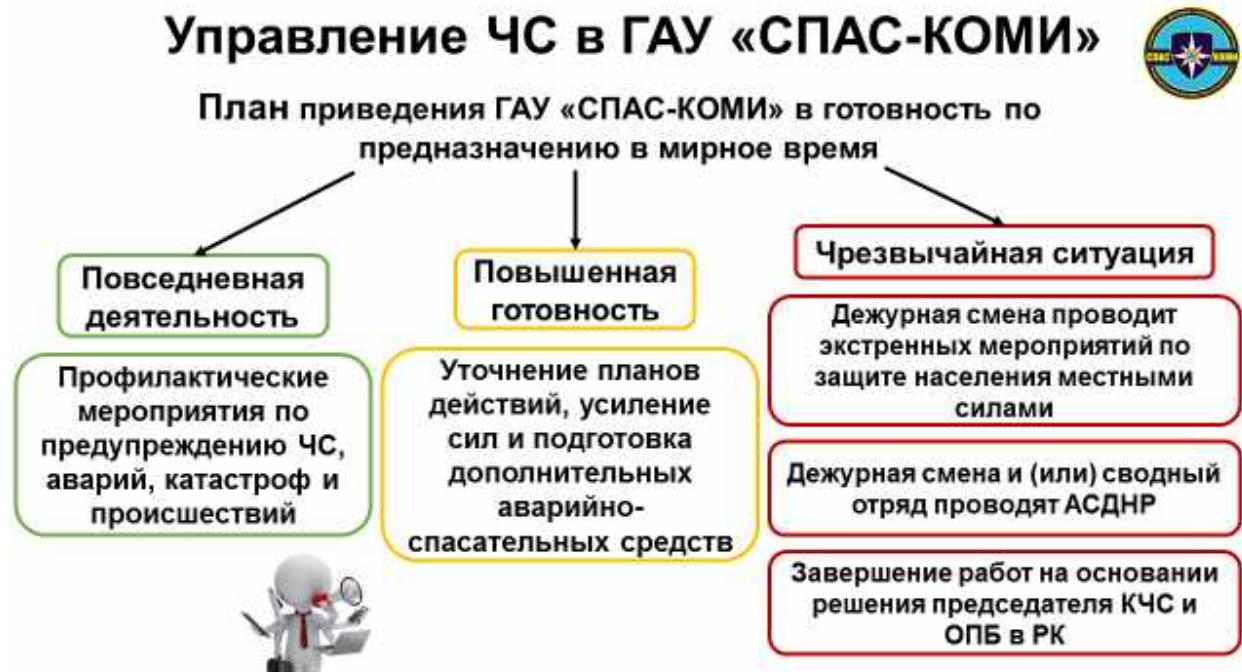 Управление ЧС в ГАУ «СПАС-КОМИ»
СПАС КОМИ
План приведения ГАУ «СПАС-КОМИ» в готовность по
предназначению в мирное время
Повседневная
деятельность
Профилактические
мероприятия по
предупреждению ЧС,
аварий, катастроф и
происшествий
Повышенная
готовность
Уточнение планов
действий, усиление
сил и подготовка
дополнительных
аварийно-
спасательных средств
Чрезвычайная ситуация
Дежурная смена проводит
экстренных мероприятий по
защите населения местными
силами
Дежурная смена и (или) сводный
отряд проводят АСДНР
Завершение работ на основании
решения председателя КЧС и
ОПБ в РК